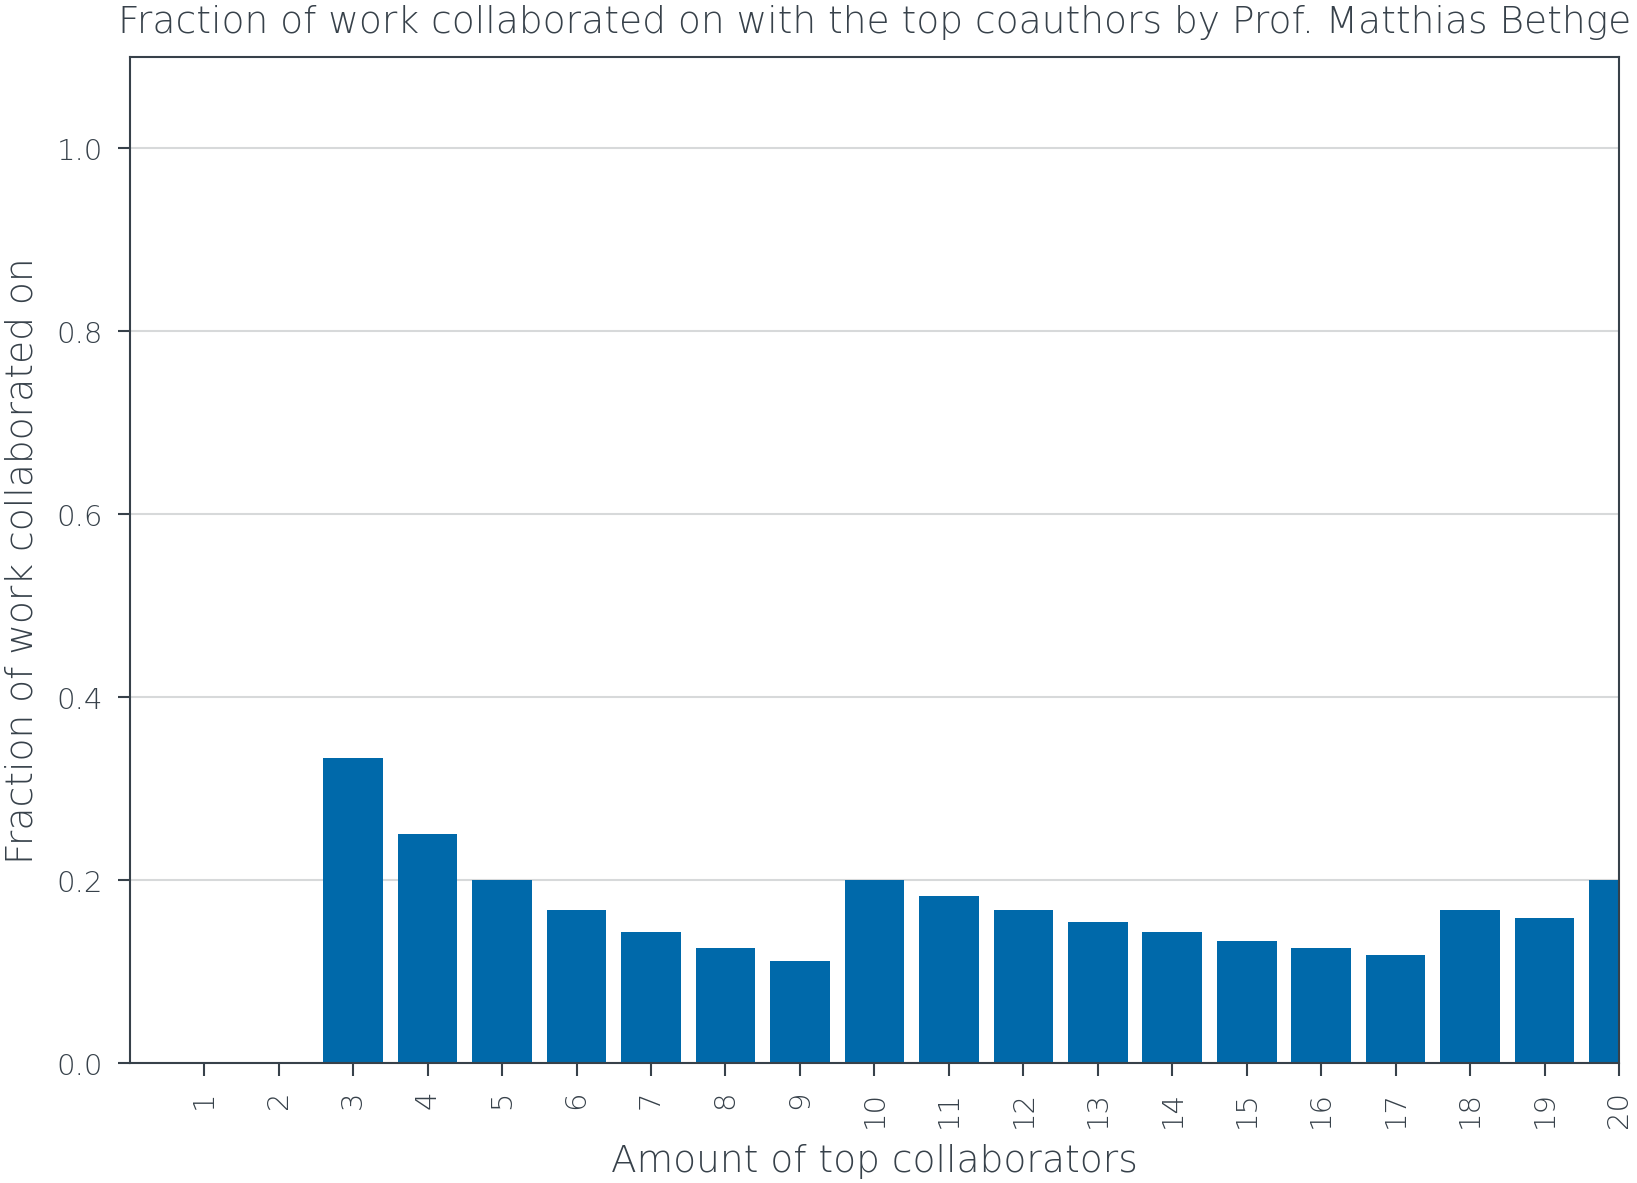 Fraction of work collaborated on with the top coauthors by Prof. Matthias Bethge
1.0
0.8
0.6
0.4
0.2
0.0
Fraction of work collaborated on
1 2 3 4 5 6 7 8 9 10 11 12 13 14 15 16 17 18 19 20
Amount of top collaborators